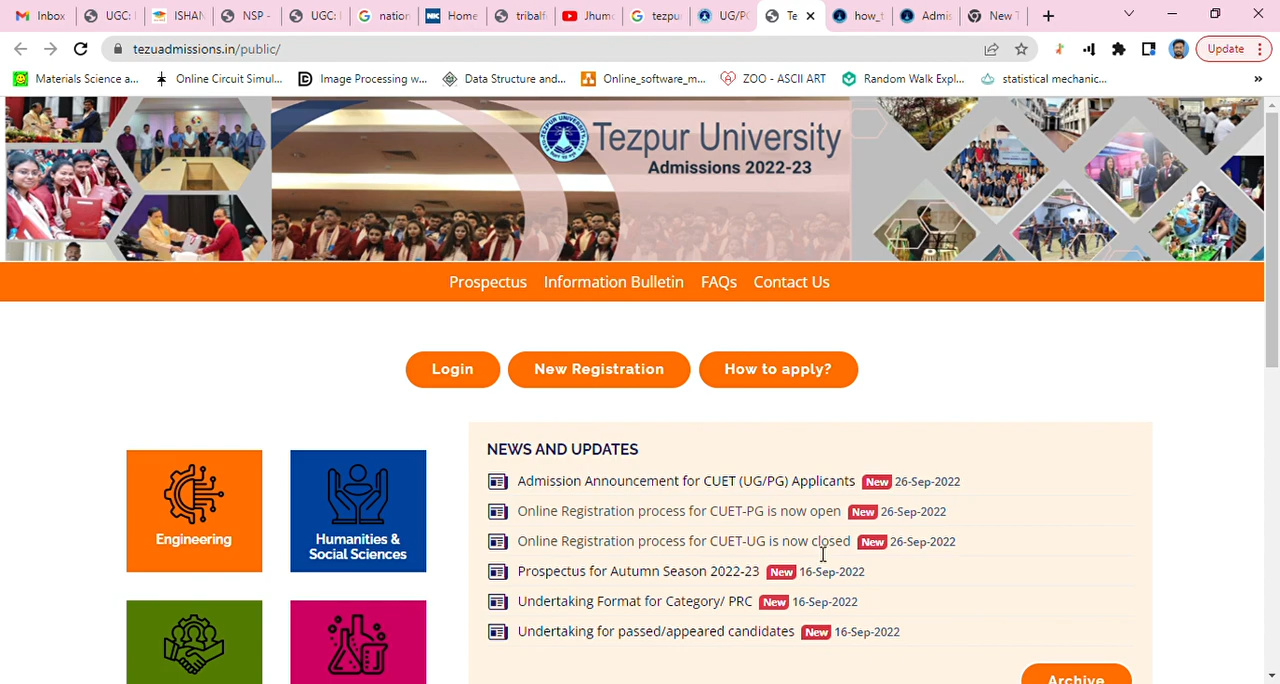 Inbox
UGC:
ISHAN
NSP -
UGC:
nation
Home
tribalf
Jhumo
tezpu
UG/PG
Te
how_t
Admis
New T
tezuadmissions.in/public/
Update
Materials Science a...
Online Circuit Simul...
Image Processing w...
Data Structure and...
Online_software_m...
ZOO - ASCII ART
Random Walk Expl...
statistical mechanic...
»
Tezpur University
Admissions 2022-23
Prospectus
Information Bulletin
FAQs
Contact Us
Login
New Registration
How to apply?
Engineering
Humanities &
Social Sciences
NEWS AND UPDATES
Admission Announcement for CUET (UG/PG) Applicants New 26-Sep-2022
Online Registration process for CUET-PG is now open New 26-Sep-2022
Online Registration process for CUET-UG is now closed New 26-Sep-2022
Prospectus for Autumn Season 2022-23 New 16-Sep-2022
Undertaking Format for Category/ PRC New 16-Sep-2022
Undertaking for passed/appeared candidates New 16-Sep-2022
Archive